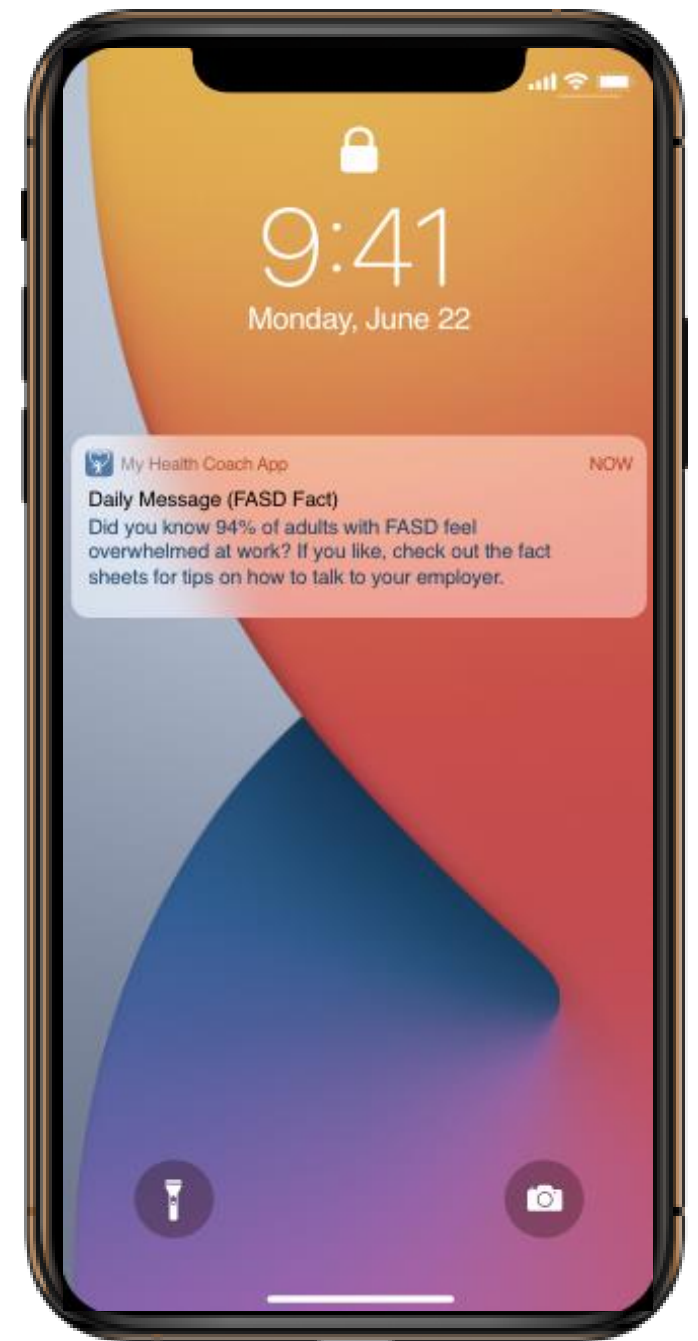 9:41
Monday, June 22
My Health Coach App NOW
Daily Message (FASD Fact)
Did you know 94% of adults with FASD feel
overwhelmed at work? If you like, check out the fact
sheets for tips on how to talk to your employer.